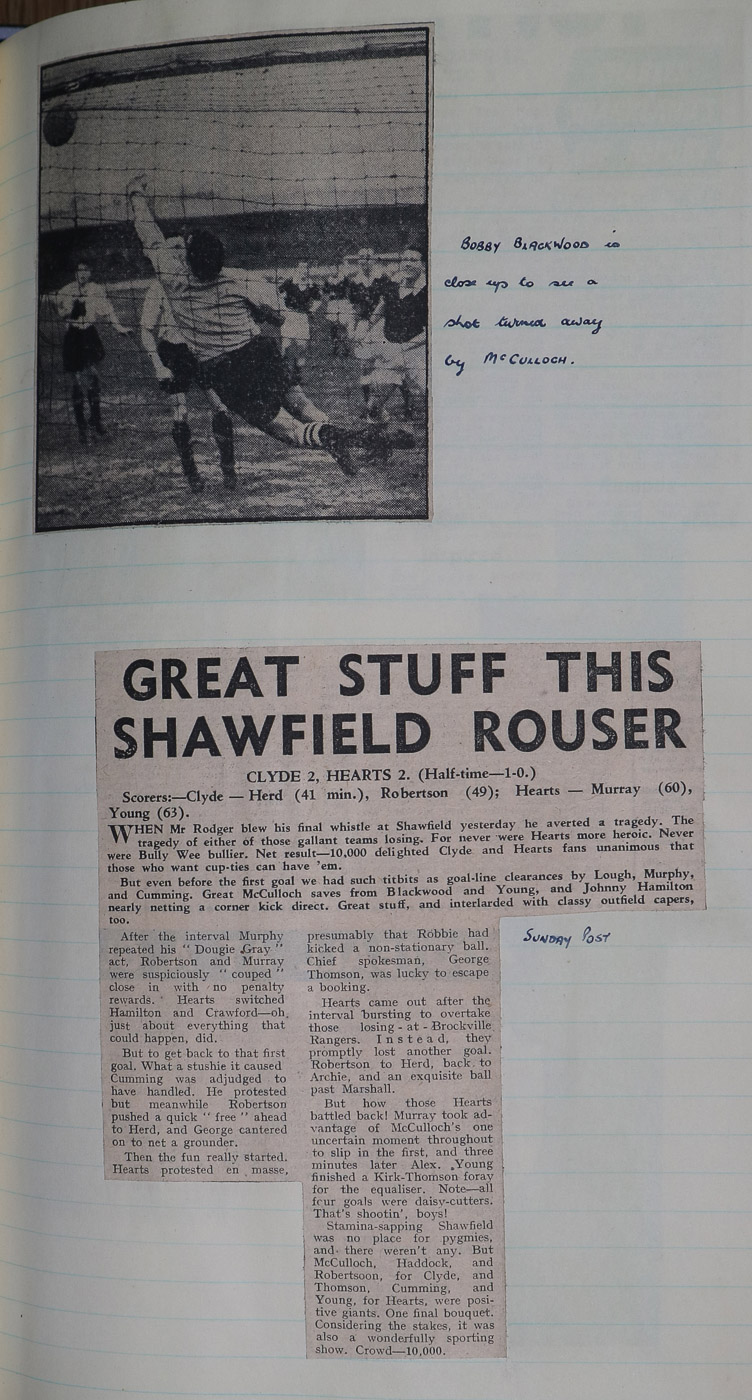 BOBBY BLACKWOOD is
close up to see a
shot turned away
by McCULLOCH.
GREAT STUFF THIS
SHAWFIELD ROUSER
CLYDE 2, HEARTS 2. (Half-time—1-0.)
Scorers:—Clyde — Herd (41 min.), Robertson (49); Hearts — Murray (60),
Young (63).
WHEN Mr Rodger blew his final whistle at Shawfield yesterday he averted a tragedy. The
tragedy of either of those gallant teams losing. For never were Hearts more heroic. Never
were Bully Wee bullier. Net result—10,000 delighted Clyde and Hearts fans unanimous that
those who want cup-ties can have 'em.
But even before the first goal we had such titbits as goal-line clearances by Lough, Murphy,
and Cumming. Great McCulloch saves from Blackwood and Young, and Johnny Hamilton
nearly netting a corner kick direct. Great stuff, and interlarded with classy outfield capers,
too.
After the interval Murphy
repeated his "Dougie Gray"
act, Robertson and Murray
were suspiciously "couped"
close in with no penalty
rewards. Hearts switched
Hamilton and Crawford—oh,
just about everything that
could happen, did.
But to get back to that first
goal. What a stushie it caused
Cumming was adjudged to
have handled. He protested
but meanwhile Robertson
pushed a quick "free" ahead
to Herd, and George cantered
on to net a grounder.
Then the fun really started.
Hearts protested en masse,
presumably that Robbie had
kicked a non-stationary ball.
Chief spokesman, George
Thomson, was lucky to escape
a booking.
Hearts came out after the
interval bursting to overtake
those losing-at-Brockville
Rangers. Instead, they
promptly lost another goal.
Robertson to Herd, back to
Archie, and an exquisite ball
past Marshall.
But how those Hearts
battled back! Murray took ad-
vantage of McCulloch's one
uncertain moment throughout
to slip in the first, and three
minutes later Alex. Young
finished a Kirk-Thomson foray
for the equaliser. Note—all
four goals were daisy-cutters.
That's shootin', boys!
Stamina-sapping Shawfield
was no place for pygmies,
and there weren't any. But
McCulloch, Haddock, and
Robertsoon, for Clyde, and
Thomson, Cumming, and
Young, for Hearts, were posi-
tive giants. One final bouquet.
Considering the stakes, it was
also a wonderfully sporting
show. Crowd—10,000.
SUNDAY POST